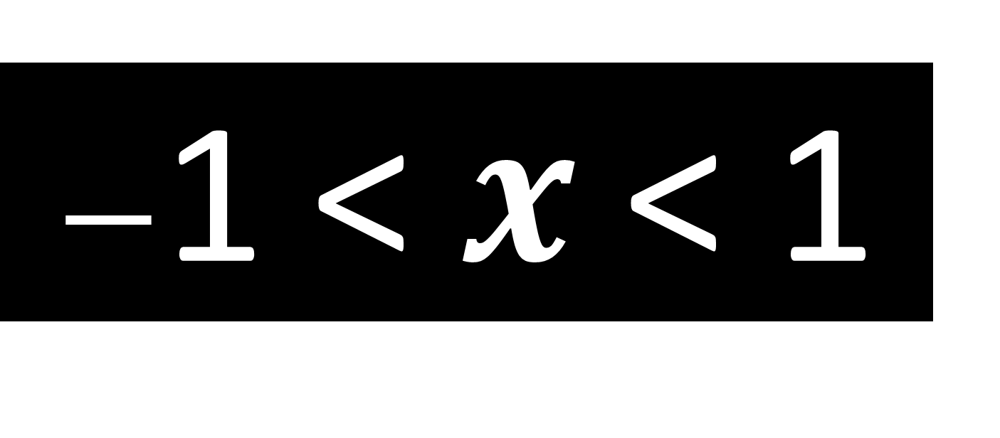 –1 < x < 1